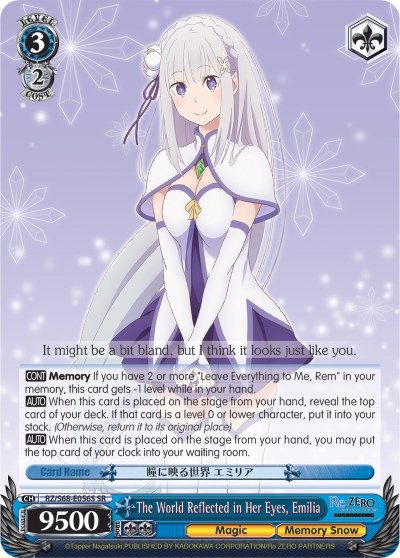 LEVEL
3
2
COST
It might be a bit bland, but I think it looks just like you.
CONT Memory If you have 2 or more "Leave Everything to Me, Rem" in your
memory, this card gets -1 level while in your hand.
AUTO When this card is placed on the stage from your hand, reveal the top
card of your deck. If that card is a level 0 or lower character, put it into your
stock. (Otherwise, return it to its original place)
AUTO When this card is placed on the stage from your hand, you may put the
top card of your clock into your waiting room.
Card Name 瞳に映る世界 エミリア
CH RZ/S68-E056S SR
The World Reflected in Her Eyes, Emilia
Re:ZERO
9500
Magic
Memory Snow
©Tappei Nagatsuki,PUBLISHED BY KADOKAWA CORPORATION/Re:ZERO PARTNERS